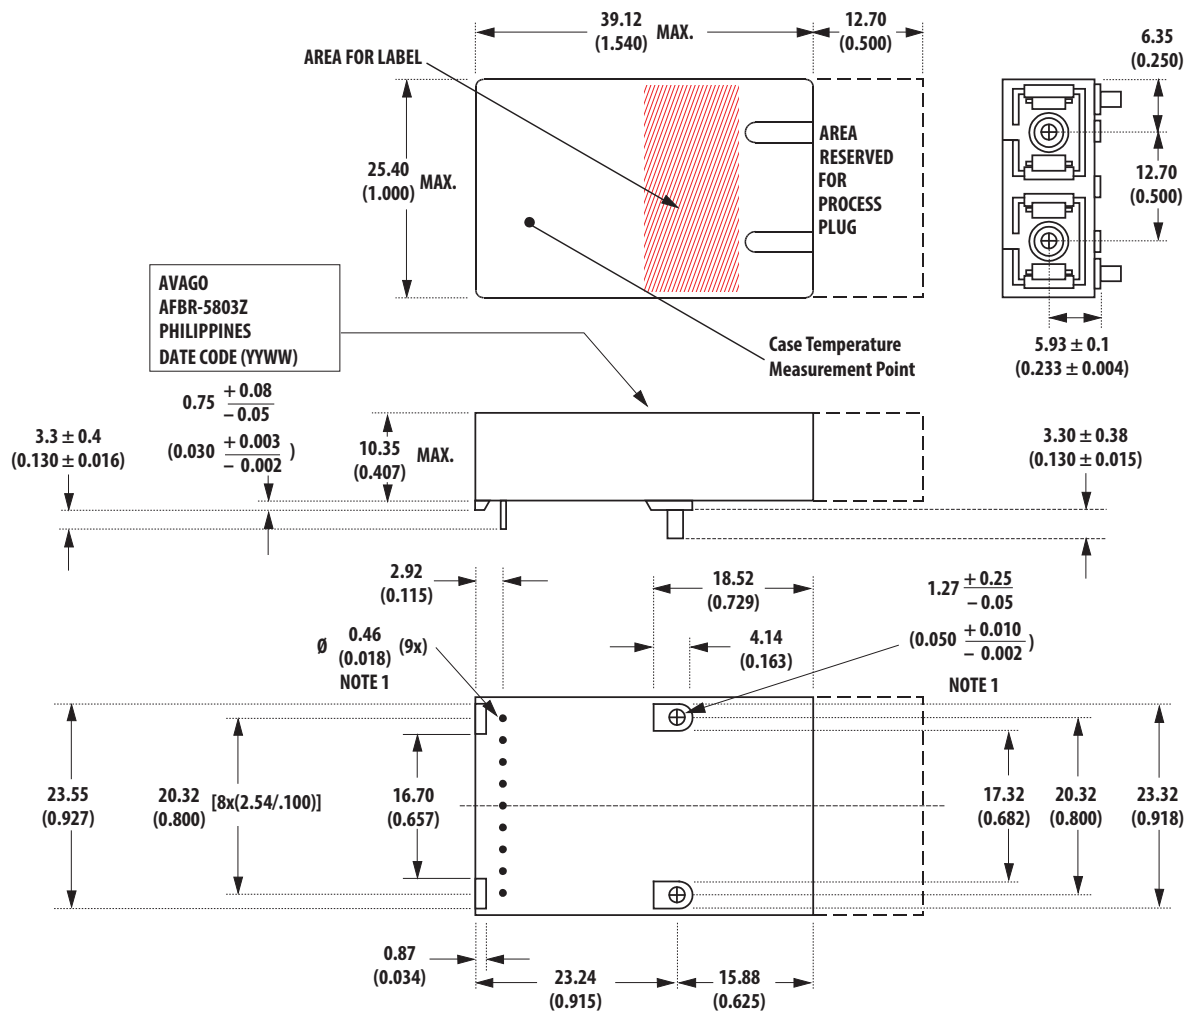 39.12
(1.540)
MAX.
12.70
(0.500)
6.35
(0.250)
AREA FOR LABEL
25.40
(1.000)
MAX.
AREA
RESERVED
FOR
PROCESS
PLUG
12.70
(0.500)
AVAGO
AFBR-5803Z
PHILIPPINES
DATE CODE (YYWW)
Case Temperature
Measurement Point
5.93 ± 0.1
(0.233 ± 0.004)
0.75 + 0.08
− 0.05
(0.030 + 0.003
− 0.002 )
3.3 ± 0.4
(0.130 ± 0.016)
10.35
(0.407)
MAX.
3.30 ± 0.38
(0.130 ± 0.015)
2.92
(0.115)
18.52
(0.729)
1.27 + 0.25
− 0.05
(0.050 + 0.010
− 0.002 )
NOTE 1
Ø 0.46
(0.018) (9x)
NOTE 1
4.14
(0.163)
23.55
(0.927)
20.32
(0.800)
[8x(2.54/.100)]
16.70
(0.657)
17.32
(0.682)
20.32
(0.800)
23.32
(0.918)
0.87
(0.034)
23.24
(0.915)
15.88
(0.625)